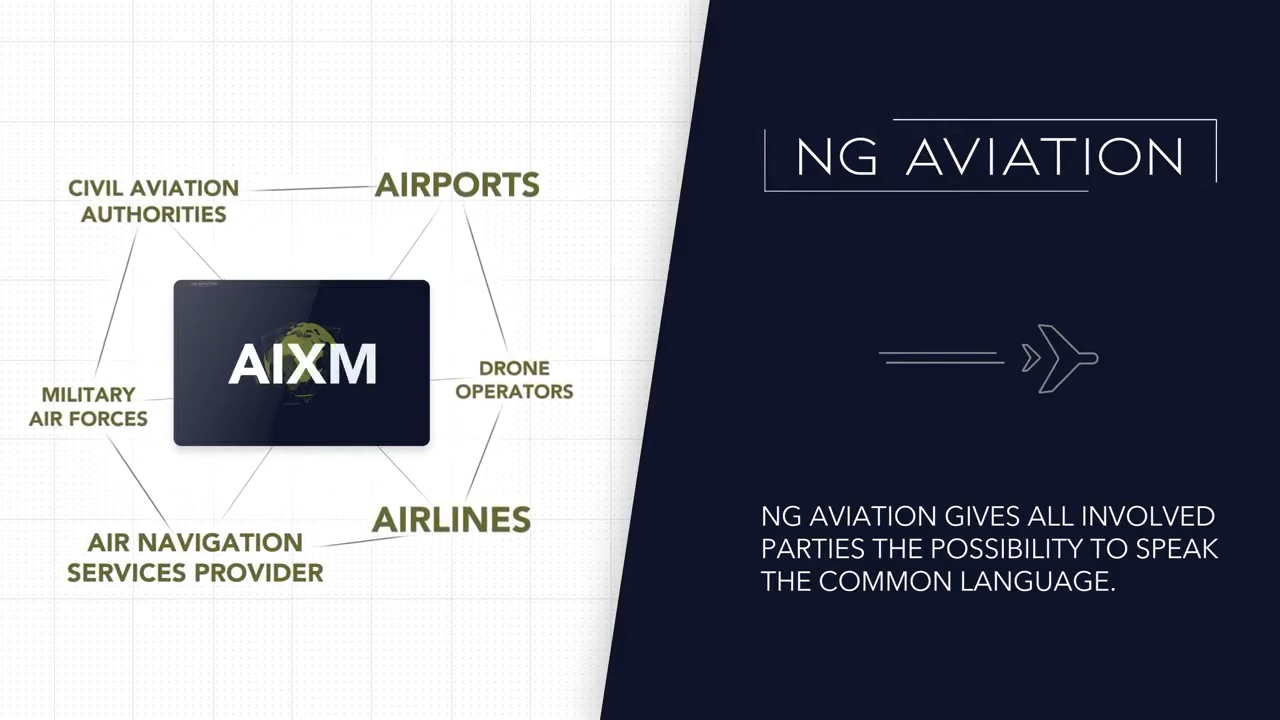 CIVIL AVIATION
AUTHORITIES
AIRPORTS
AIXM
DRONE
OPERATORS
MILITARY
AIR FORCES
AIRLINES
AIR NAVIGATION
SERVICES PROVIDER
NG AVIATION
NG AVIATION GIVES ALL INVOLVED
PARTIES THE POSSIBILITY TO SPEAK
THE COMMON LANGUAGE.